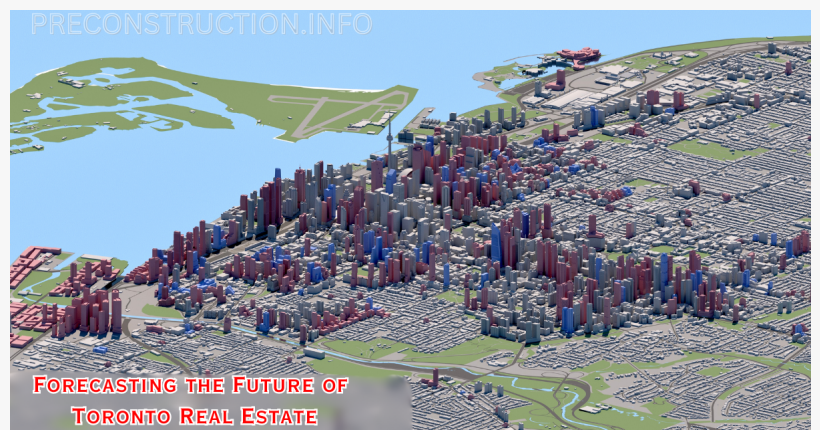 PRECONSTRUCTION.INFO
Forecasting the Future of
Toronto Real Estate